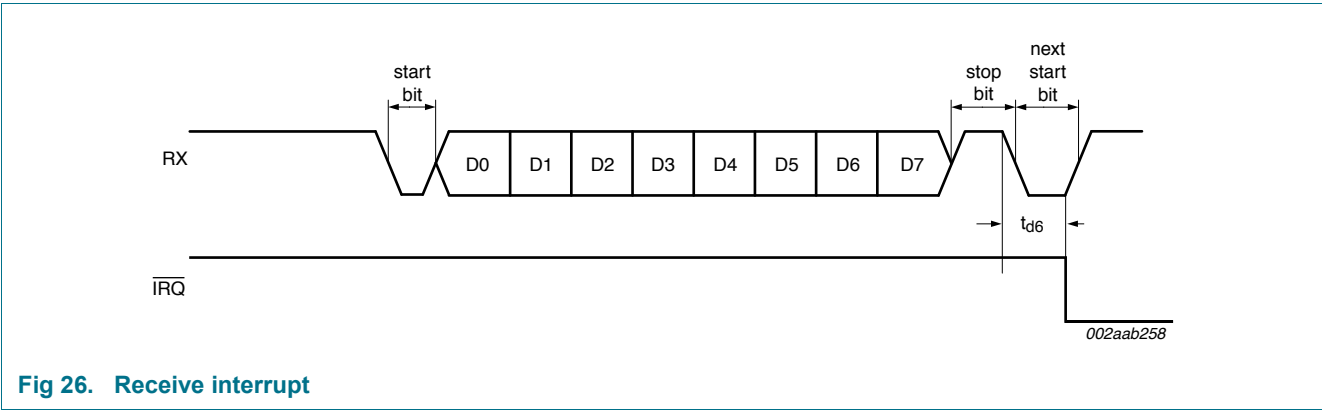 start
bit
stop
bit
next
start
bit
RX
D0 D1 D2 D3 D4 D5 D6 D7
td6
IRQ
002aab258
Fig 26. Receive interrupt